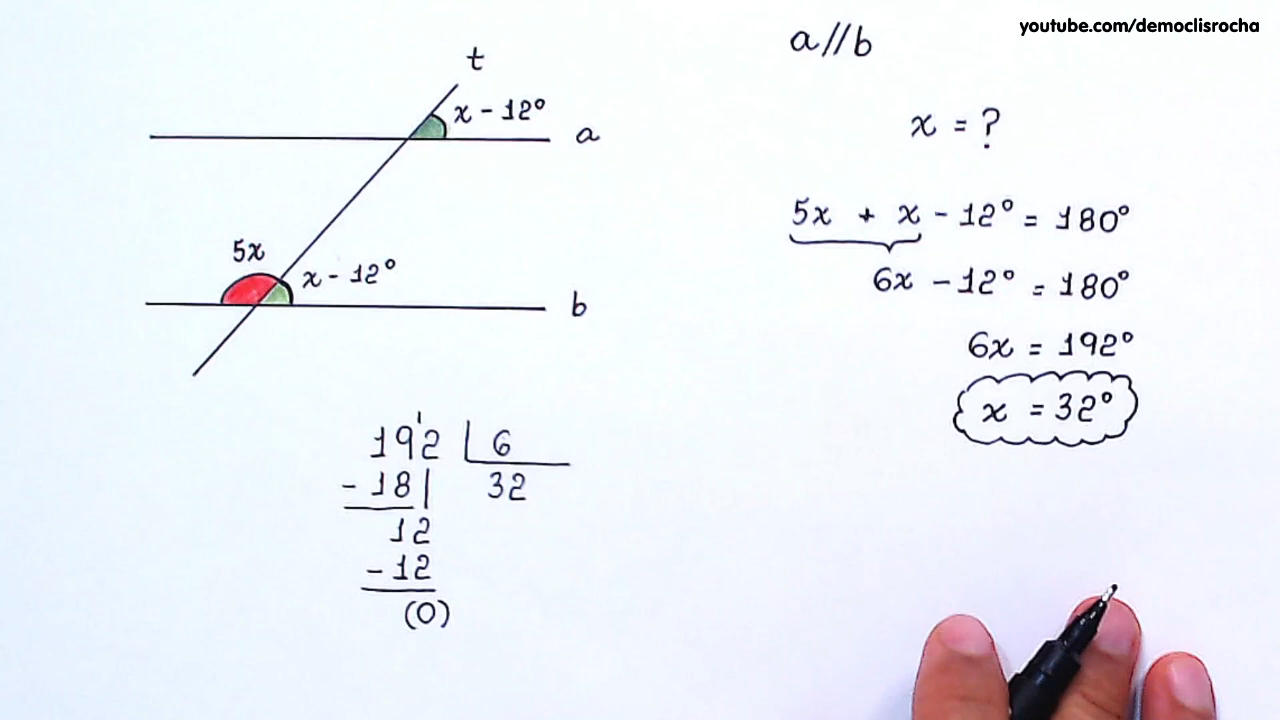 youtube.com/democlisrocha
a//b
t
x - 12°
a
x = ?
5x + x - 12° = 180°
5x
x - 12°
6x - 12° = 180°
b
6x = 192°
x = 32°
1
192 6
- 18 32
12
- 12
(0)